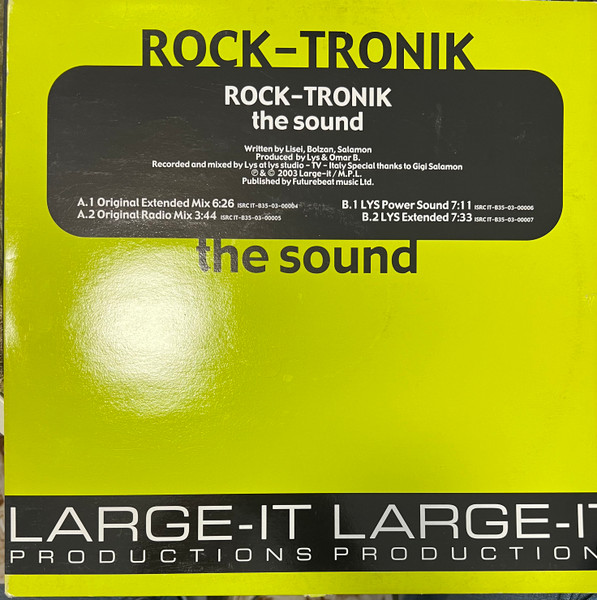 ROCK-TRONIK
ROCK-TRONIK
the sound
Written by Lisei, Bolzan, Salamon
Produced by Lys & Omar B.
Recorded and mixed by Lys at lys studio - TV - Italy Special thanks to Gigi Salamon
℗ & © 2003 Large-it / M.P.L.
Published by Futurebeat music Ltd.
A.1 Original Extended Mix 6:26 ISRC IT-B35-03-00004
A.2 Original Radio Mix 3:44 ISRC IT-B35-03-00005
B.1 LYS Power Sound 7:11 ISRC IT-B35-03-00006
B.2 LYS Extended 7:33 ISRC IT-B35-03-00007
the sound
LARGE-IT LARGE-IT
PRODUCTIONS PRODUCTION